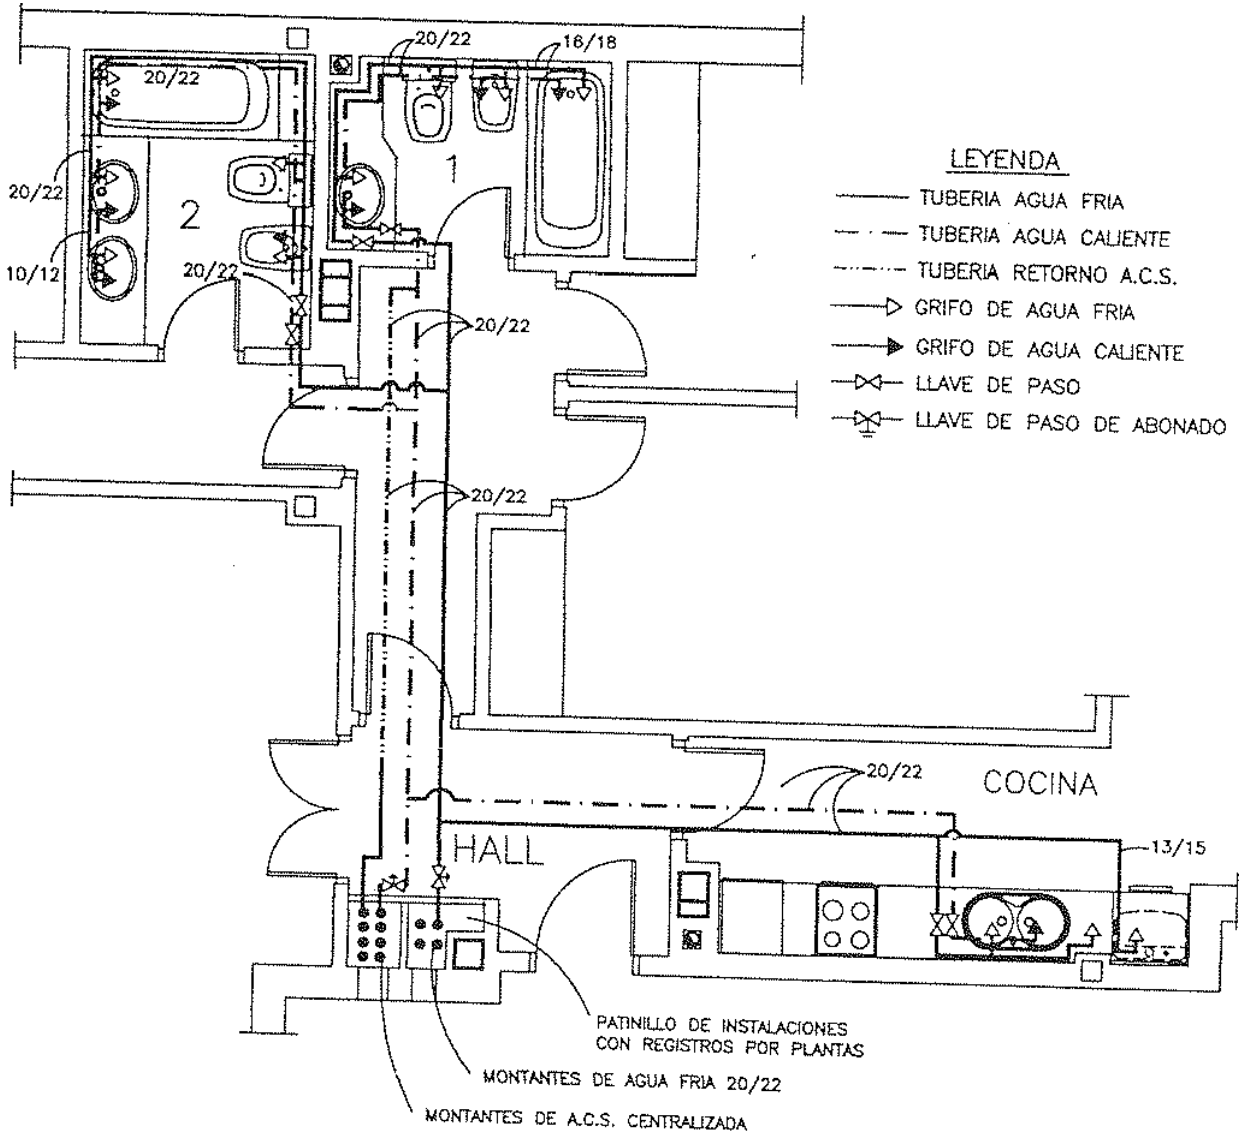 20/22
16/18
20/22
1
20/22
2
10/12
20/22
20/22
20/22
LEYENDA
TUBERIA AGUA FRIA
TUBERIA AGUA CALIENTE
TUBERIA RETORNO A.C.S.
GRIFO DE AGUA FRIA
GRIFO DE AGUA CALIENTE
LLAVE DE PASO
LLAVE DE PASO DE ABONADO
20/22
COCINA
HALL
13/15
PATINILLO DE INSTALACIONES
CON REGISTROS POR PLANTAS
MONTANTES DE AGUA FRIA 20/22
MONTANTES DE A.C.S. CENTRALIZADA